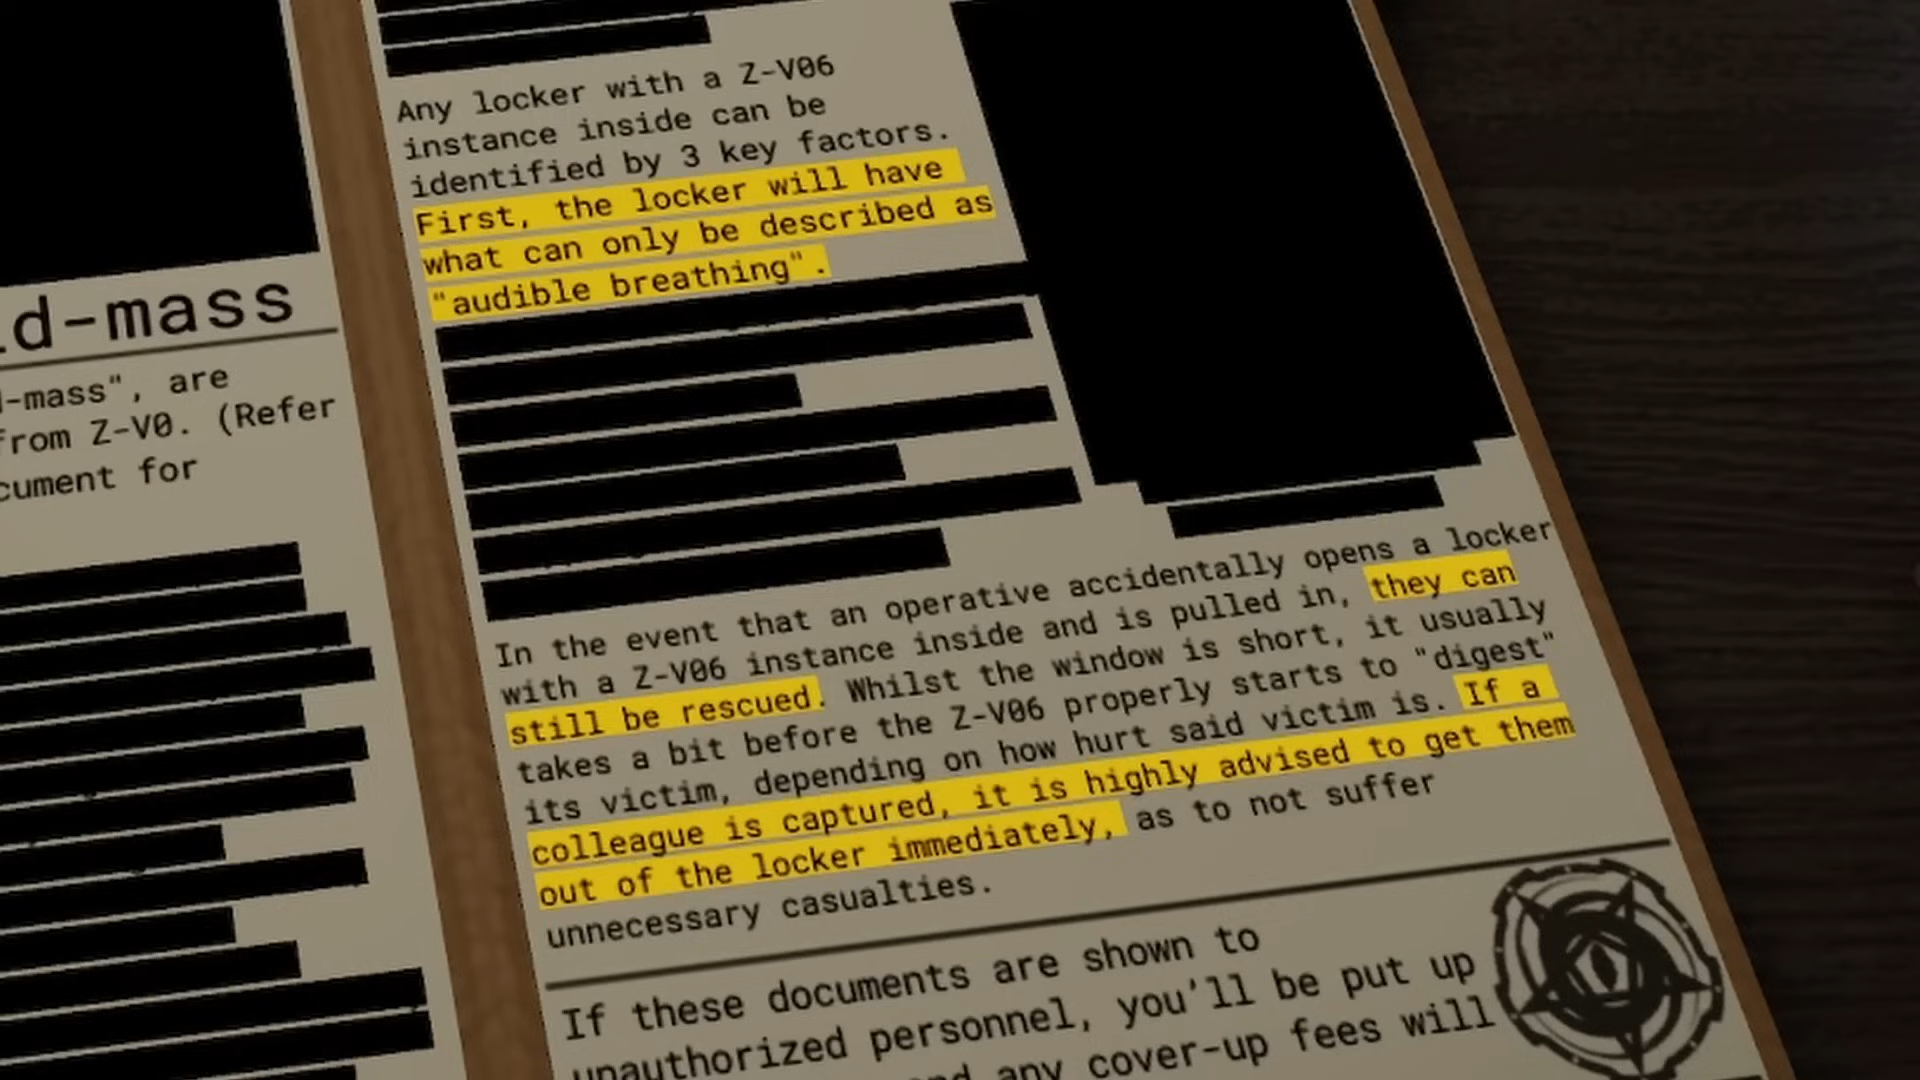 ld-mass
d-mass", are
from Z-V0. (Refer
cument for
Any locker with a Z-V06
instance inside can be
identified by 3 key factors.
First, the locker will have
what can only be described as
"audible breathing".
In the event that an operative accidentally opens a locker
with a Z-V06 instance inside and is pulled in, they can
still be rescued. Whilst the window is short, it usually
takes a bit before the Z-V06 properly starts to "digest"
its victim, depending on how hurt said victim is. If a
colleague is captured, it is highly advised to get them
out of the locker immediately, as to not suffer
unnecessary casualties.
If these documents are shown to
unauthorized personnel, you'll be put up
any cover-up fees will